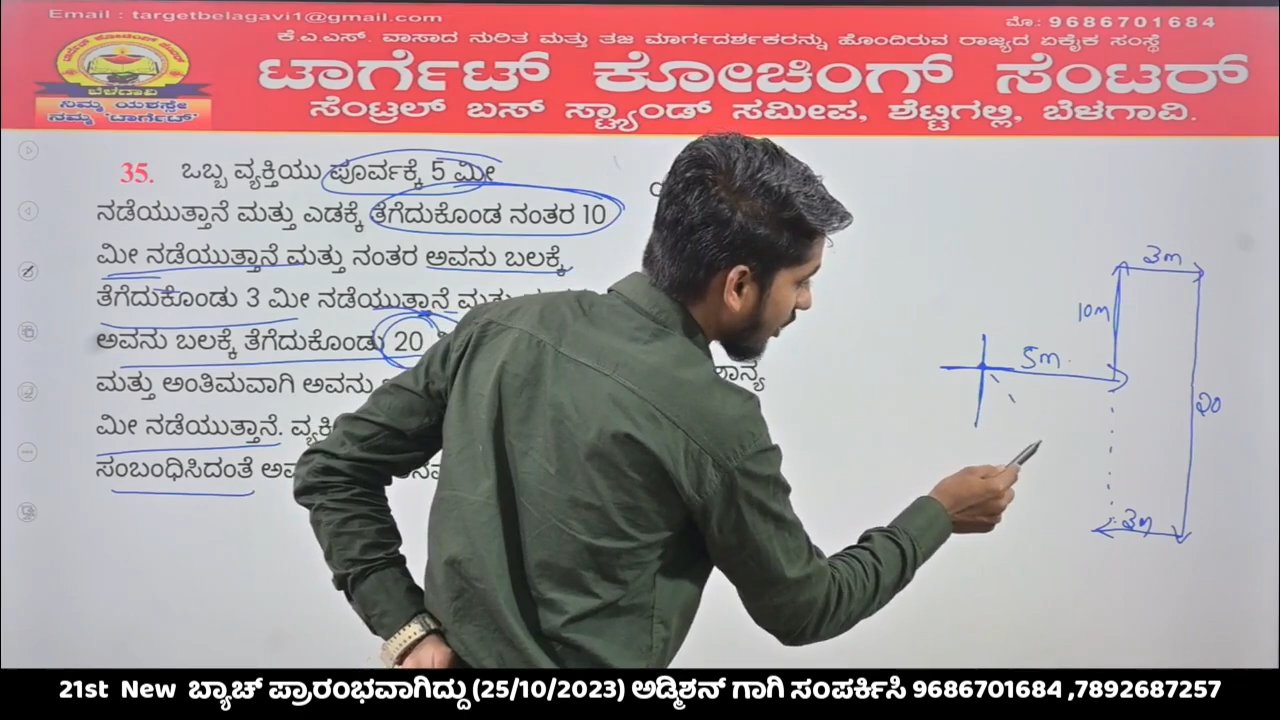 Email : targetbelagavi1@gmail.com
ಮೊ: 9686701684
ಕೆ.ಎ.ಎಸ್. ವಾಸಾದ ನುರಿತ ಮತ್ತು ತಜ್ಞ ಮಾರ್ಗದರ್ಶಕರನ್ನು ಹೊಂದಿರುವ ರಾಜ್ಯದ ಏಕೈಕ ಸಂಸ್ಥೆ
ಟಾರ್ಗೆಟ್ ಕೋಚಿಂಗ್ ಸೆಂಟರ್
ಸೆಂಟ್ರಲ್ ಬಸ್ ಸ್ಟ್ಯಾಂಡ್ ಸಮೀಪ, ಶೆಟ್ಟಿಗಲ್ಲಿ, ಬೆಳಗಾವಿ.
ಬೆಳಗಾವಿ
ನಿಮ್ಮ ಯಶಸ್ಸೇ
ನಮ್ಮ 'ಟಾರ್ಗೆಟ್'
35. ಒಬ್ಬ ವ್ಯಕ್ತಿಯು ಪೂರ್ವಕ್ಕೆ 5 ಮೀ
ನಡೆಯುತ್ತಾನೆ ಮತ್ತು ಎಡಕ್ಕೆ ತೆಗೆದುಕೊಂಡ ನಂತರ 10
ಮೀ ನಡೆಯುತ್ತಾನೆ ಮತ್ತು ನಂತರ ಅವನು ಬಲಕ್ಕೆ
ತೆಗೆದುಕೊಂಡು 3 ಮೀ ನಡೆಯುತ್ತಾನೆ ಮತ್ತು
ಅವನು ಬಲಕ್ಕೆ ತೆಗೆದುಕೊಂಡು 20
ಮತ್ತು ಅಂತಿಮವಾಗಿ ಅವನು
ಮೀ ನಡೆಯುತ್ತಾನೆ.
ಸಂಬಂಧಿಸಿದಂತೆ
3m
10m
5m
20
3m
21st New ಬ್ಯಾಚ್ ಪ್ರಾರಂಭವಾಗಿದ್ದು (25/10/2023) ಅಡ್ಮಿಶನ್ ಗಾಗಿ ಸಂಪರ್ಕಿಸಿ 9686701684 ,7892687257